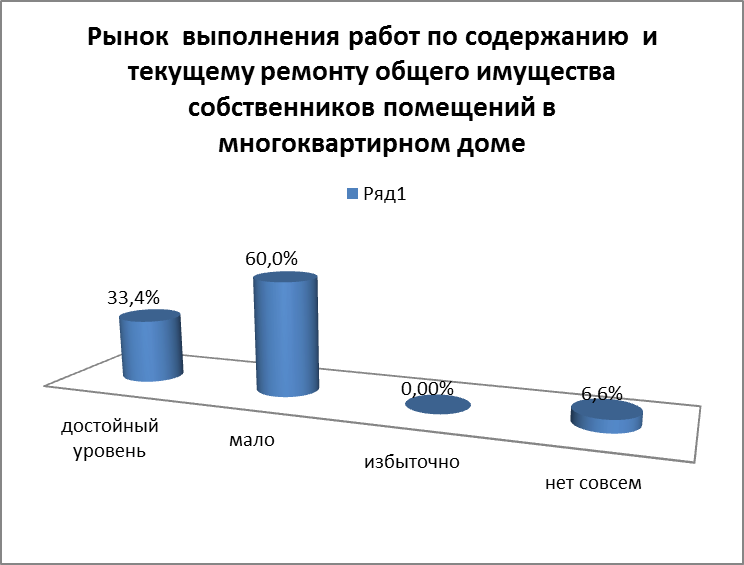 Рынок выполнения работ по содержанию и
текущему ремонту общего имущества
собственников помещений в
многоквартирном доме
Ряд1
33,4%
60,0%
0,00%
6,6%
достойный
уровень
мало
избыточно
нет совсем